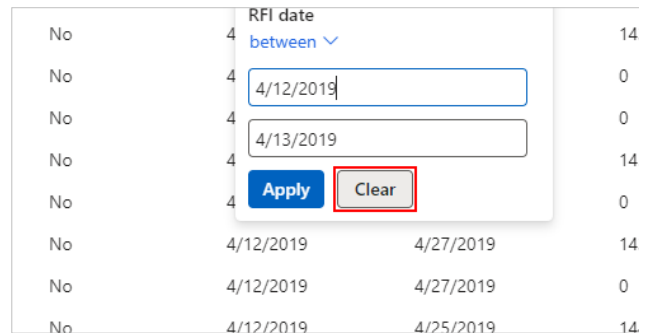 RFI date
No 4 between 14
No 4 4/12/2019 0
No 4 4/13/2019 0
No 4 14
No 4 Apply Clear 0
No 4/12/2019 4/27/2019 14
No 4/12/2019 4/27/2019 0
No 4/12/2019 4/25/2019 14